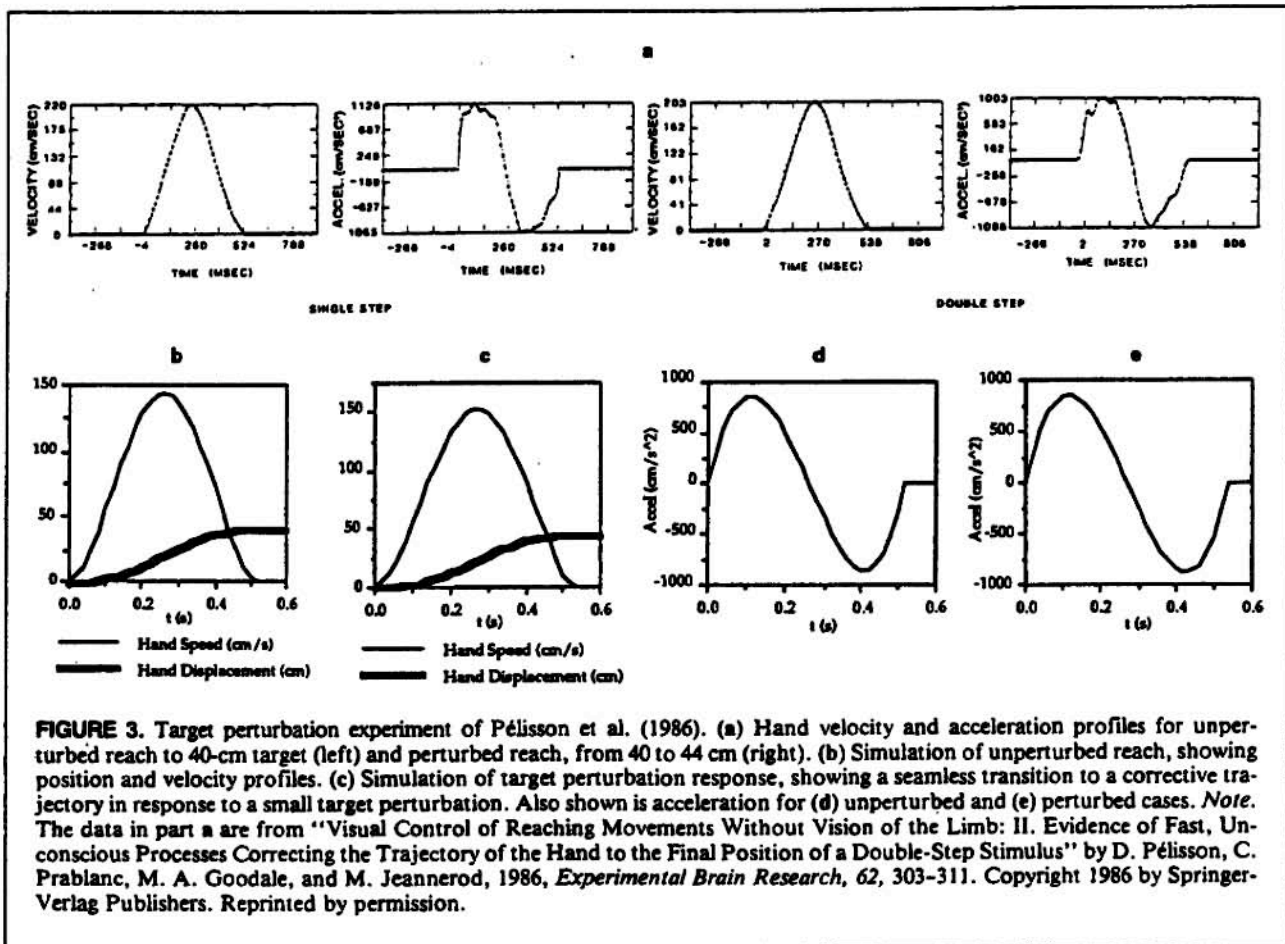 a
VELOCITY (cm/SEC)
220
176
132
88
44
0
-266 -4 260 524 788
TIME (MSEC)
ACCEL. (cm/SEC²)
1126
687
249
-188
-627
-1065
-266 -4 260 524 788
TIME (MSEC)
VELOCITY (cm/SEC)
203
162
122
81
41
0
-266 2 270 538 806
TIME (MSEC)
ACCEL. (cm/SEC²)
1003
583
162
-1086
-266 2 270 538 806
TIME (MSEC)
SINGLE STEP
DOUBLE STEP
b
150
100
50
0
0.0 0.2 0.4 0.6
t (s)
Hand Speed (cm/s)
Hand Displacement (cm)
c
150
100
50
0
0.0 0.2 0.4 0.6
t (s)
Hand Speed (cm/s)
Hand Displacement (cm)
d
Accel (cm/s^2)
1000
500
0
-500
-1000
0.0 0.2 0.4 0.6
t (s)
e
Accel (cm/s^2)
1000
500
0
-500
-1000
0.0 0.2 0.4 0.6
t (s)
FIGURE 3. Target perturbation experiment of Pélisson et al. (1986). (a) Hand velocity and acceleration profiles for unper-
turbed reach to 40-cm target (left) and perturbed reach, from 40 to 44 cm (right). (b) Simulation of unperturbed reach, showing
position and velocity profiles. (c) Simulation of target perturbation response, showing a seamless transition to a corrective tra-
jectory in response to a small target perturbation. Also shown is acceleration for (d) unperturbed and (e) perturbed cases. Note.
The data in part a are from "Visual Control of Reaching Movements Without Vision of the Limb: II. Evidence of Fast, Un-
conscious Processes Correcting the Trajectory of the Hand to the Final Position of a Double-Step Stimulus" by D. Pélisson, C.
Prablanc, M. A. Goodale, and M. Jeannerod, 1986, Experimental Brain Research, 62, 303–311. Copyright 1986 by Springer-
Verlag Publishers. Reprinted by permission.